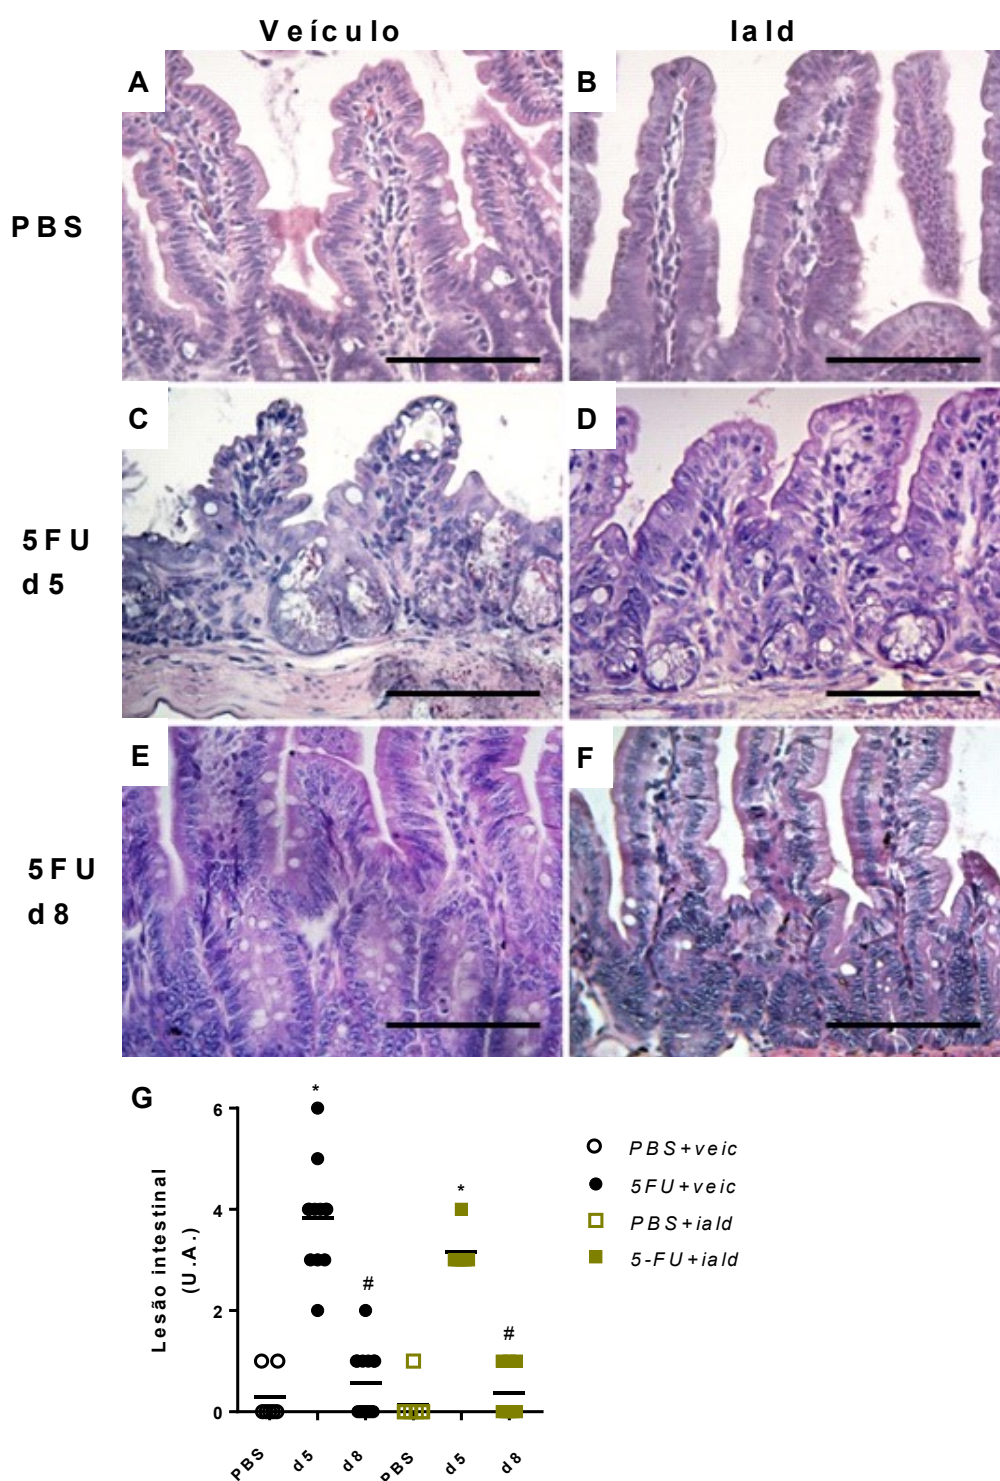 Veículo Iald
A B
PBS
C D
5FU
d5
E F
5FU
d8
G
Lesão intestinal
(U.A.)
6
4
2
0
*
#
*
#
PBS d5 d8 PBS d5 d8
PBS+veic
5FU+veic
PBS+iald
5-FU+iald